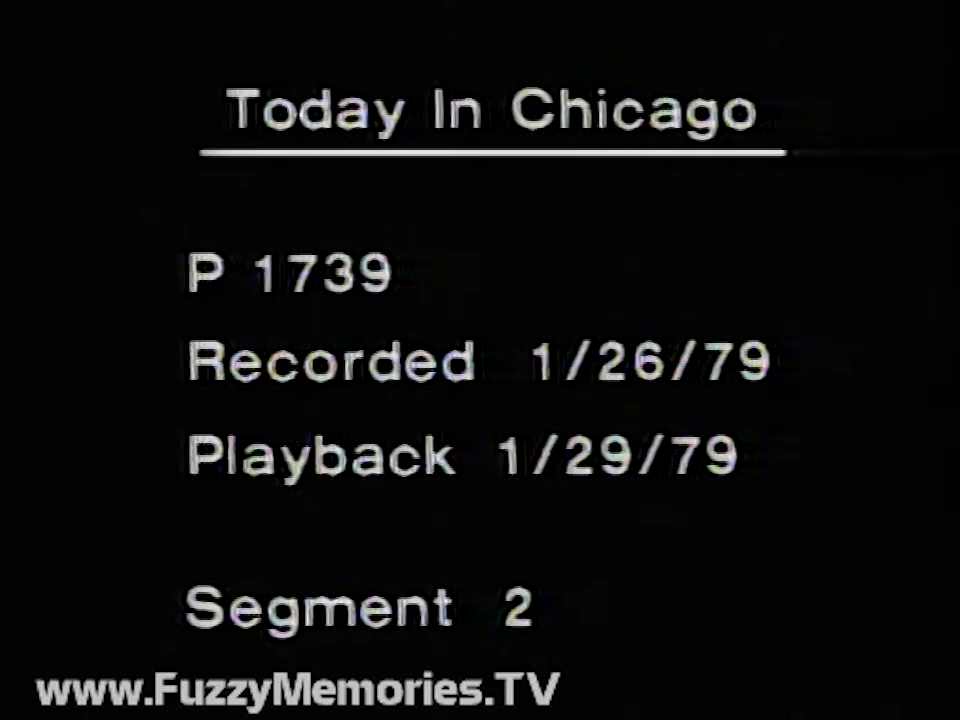 Today In Chicago
P 1739
Recorded 1/26/79
Playback 1/29/79
Segment 2
www.FuzzyMemories.TV